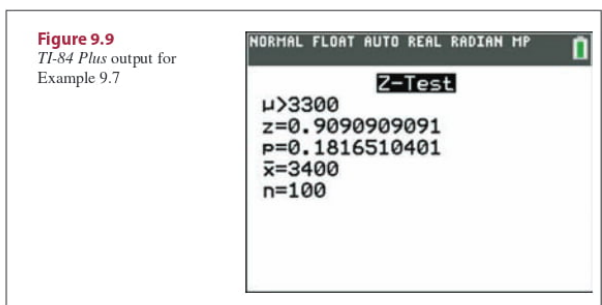 Figure 9.9
TI-84 Plus output for
Example 9.7
NORMAL FLOAT AUTO REAL RADIAN MP
Z-Test
μ>3300
z=0.9090909091
p=0.1816510401
x̄=3400
n=100